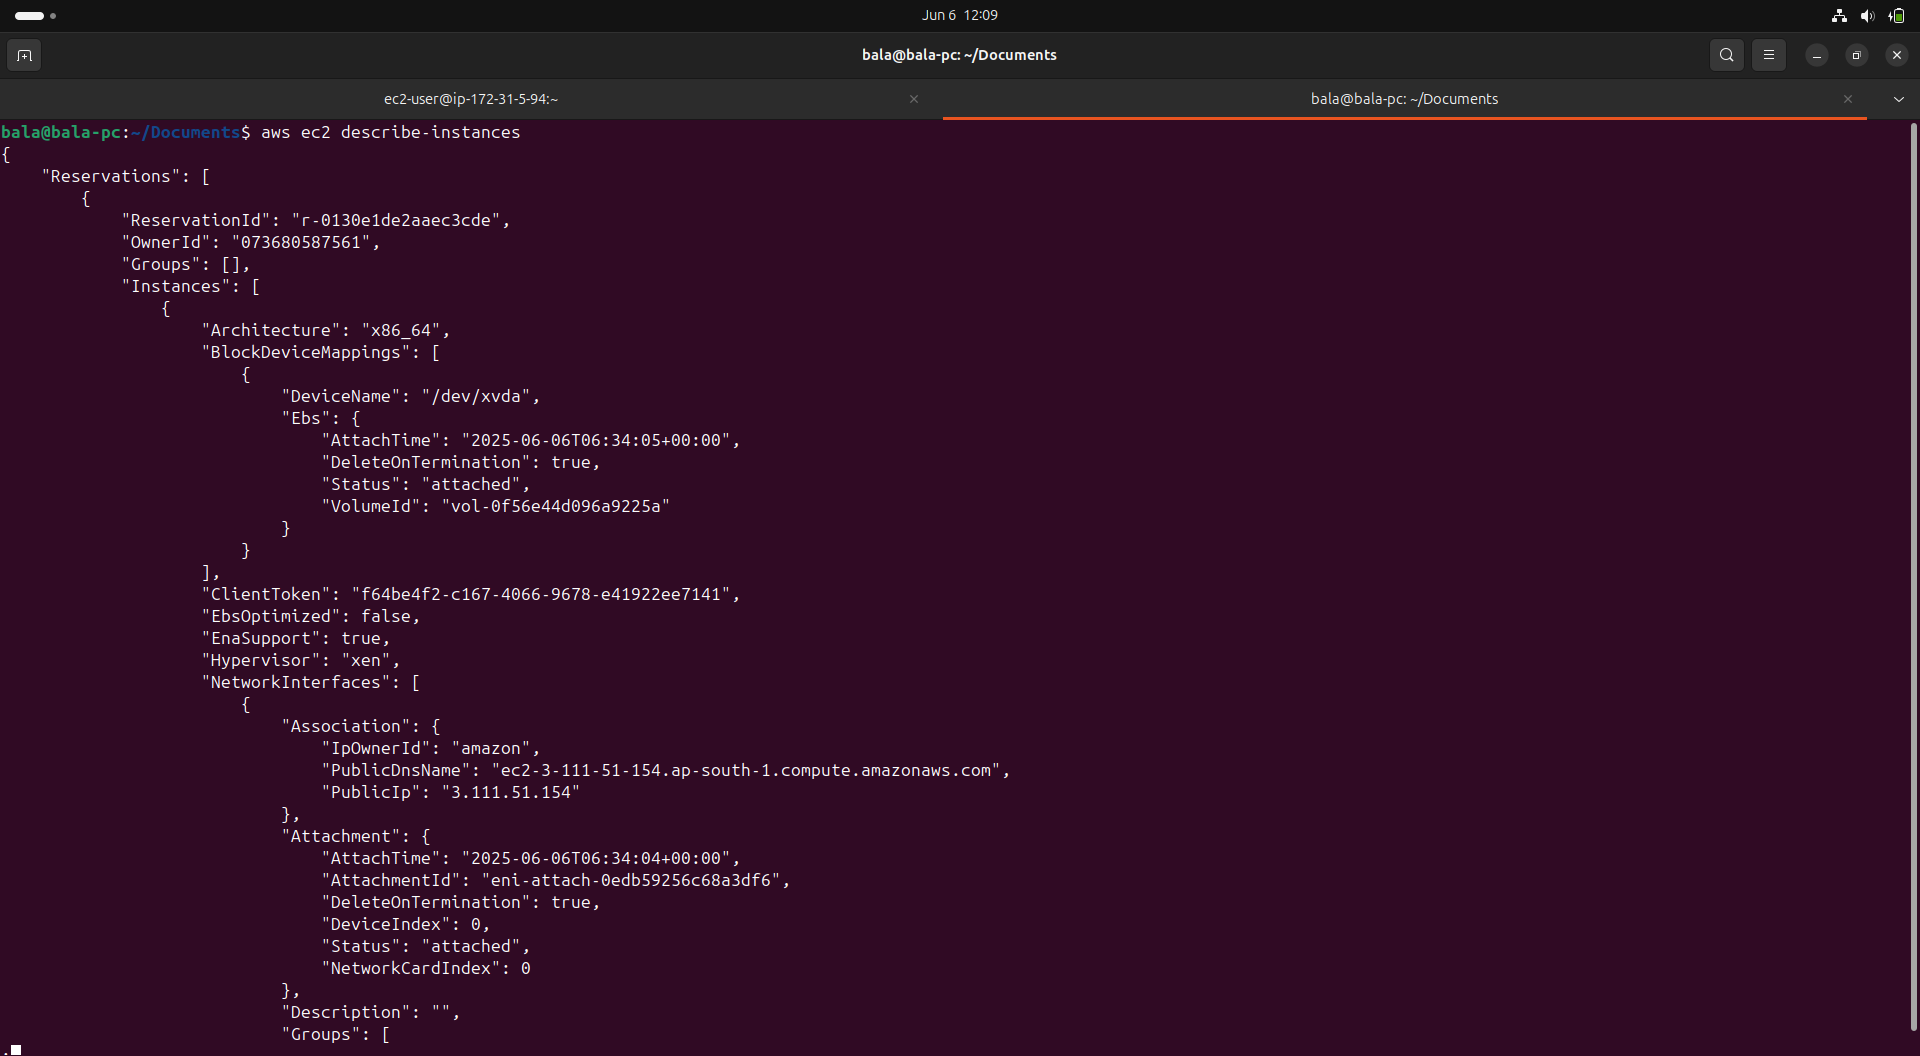 Jun 6 12:09
bala@bala-pc: ~/Documents
ec2-user@ip-172-31-5-94:~
bala@bala-pc: ~/Documents
bala@bala-pc:~/Documents$ aws ec2 describe-instances
{
    "Reservations": [
        {
            "ReservationId": "r-0130e1de2aaec3cde",
            "OwnerId": "073680587561",
            "Groups": [],
            "Instances": [
                {
                    "Architecture": "x86_64",
                    "BlockDeviceMappings": [
                        {
                            "DeviceName": "/dev/xvda",
                            "Ebs": {
                                "AttachTime": "2025-06-06T06:34:05+00:00",
                                "DeleteOnTermination": true,
                                "Status": "attached",
                                "VolumeId": "vol-0f56e44d096a9225a"
                            }
                        }
                    ],
                    "ClientToken": "f64be4f2-c167-4066-9678-e41922ee7141",
                    "EbsOptimized": false,
                    "EnaSupport": true,
                    "Hypervisor": "xen",
                    "NetworkInterfaces": [
                        {
                            "Association": {
                                "IpOwnerId": "amazon",
                                "PublicDnsName": "ec2-3-111-51-154.ap-south-1.compute.amazonaws.com",
                                "PublicIp": "3.111.51.154"
                            },
                            "Attachment": {
                                "AttachTime": "2025-06-06T06:34:04+00:00",
                                "AttachmentId": "eni-attach-0edb59256c68a3df6",
                                "DeleteOnTermination": true,
                                "DeviceIndex": 0,
                                "Status": "attached",
                                "NetworkCardIndex": 0
                            },
                            "Description": "",
                            "Groups": [